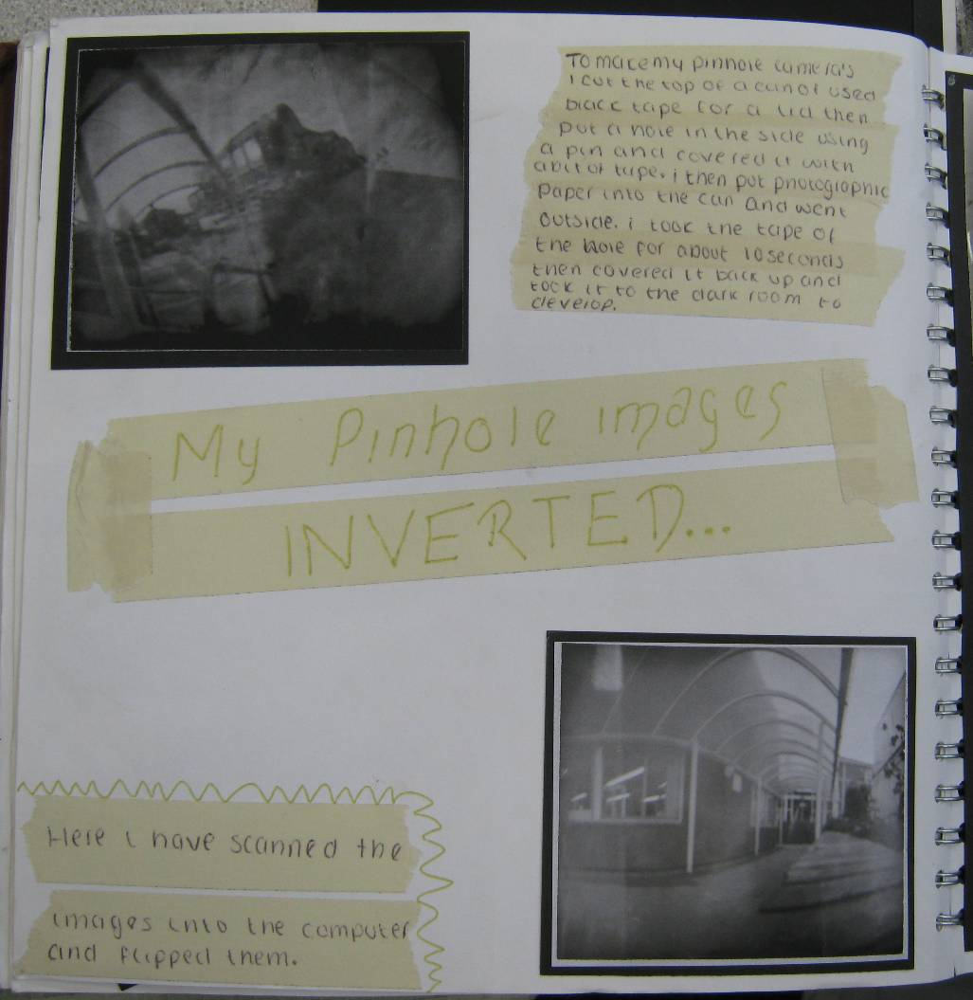 To make my pinhole camera's
I cut the top of a can of used
black tape for a lid then
put a hole in the side using
a pin and covered it with
abit of tape. i then put photographic
paper into the can and went
outside. i took the tape of
the hole for about 10 seconds
then covered it back up and
took it to the dark room to
develop.
My Pinhole images
INVERTED...
Here i have scanned the
images into the computer
and flipped them.